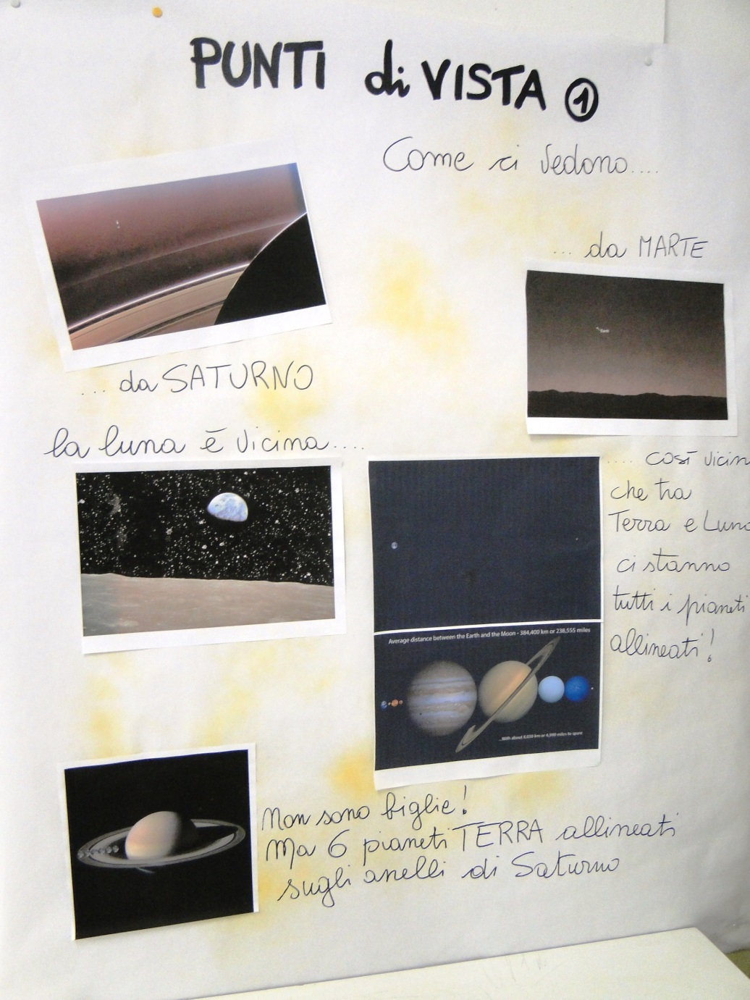 PUNTI di VISTA 1
Come ci vedono....
... da MARTE
Earth
... da SATURNO
la luna è vicina....
.... così
che tra
Terra e
ci stanno
tutti i pianeti
allineati!
Average distance between the Earth and the Moon - 384,400 km or 238,555 miles
...With about 8,030 km or 4,990 miles to spare
Non sono biglie!
Ma 6 pianeti TERRA allineati
sugli anelli di Saturno